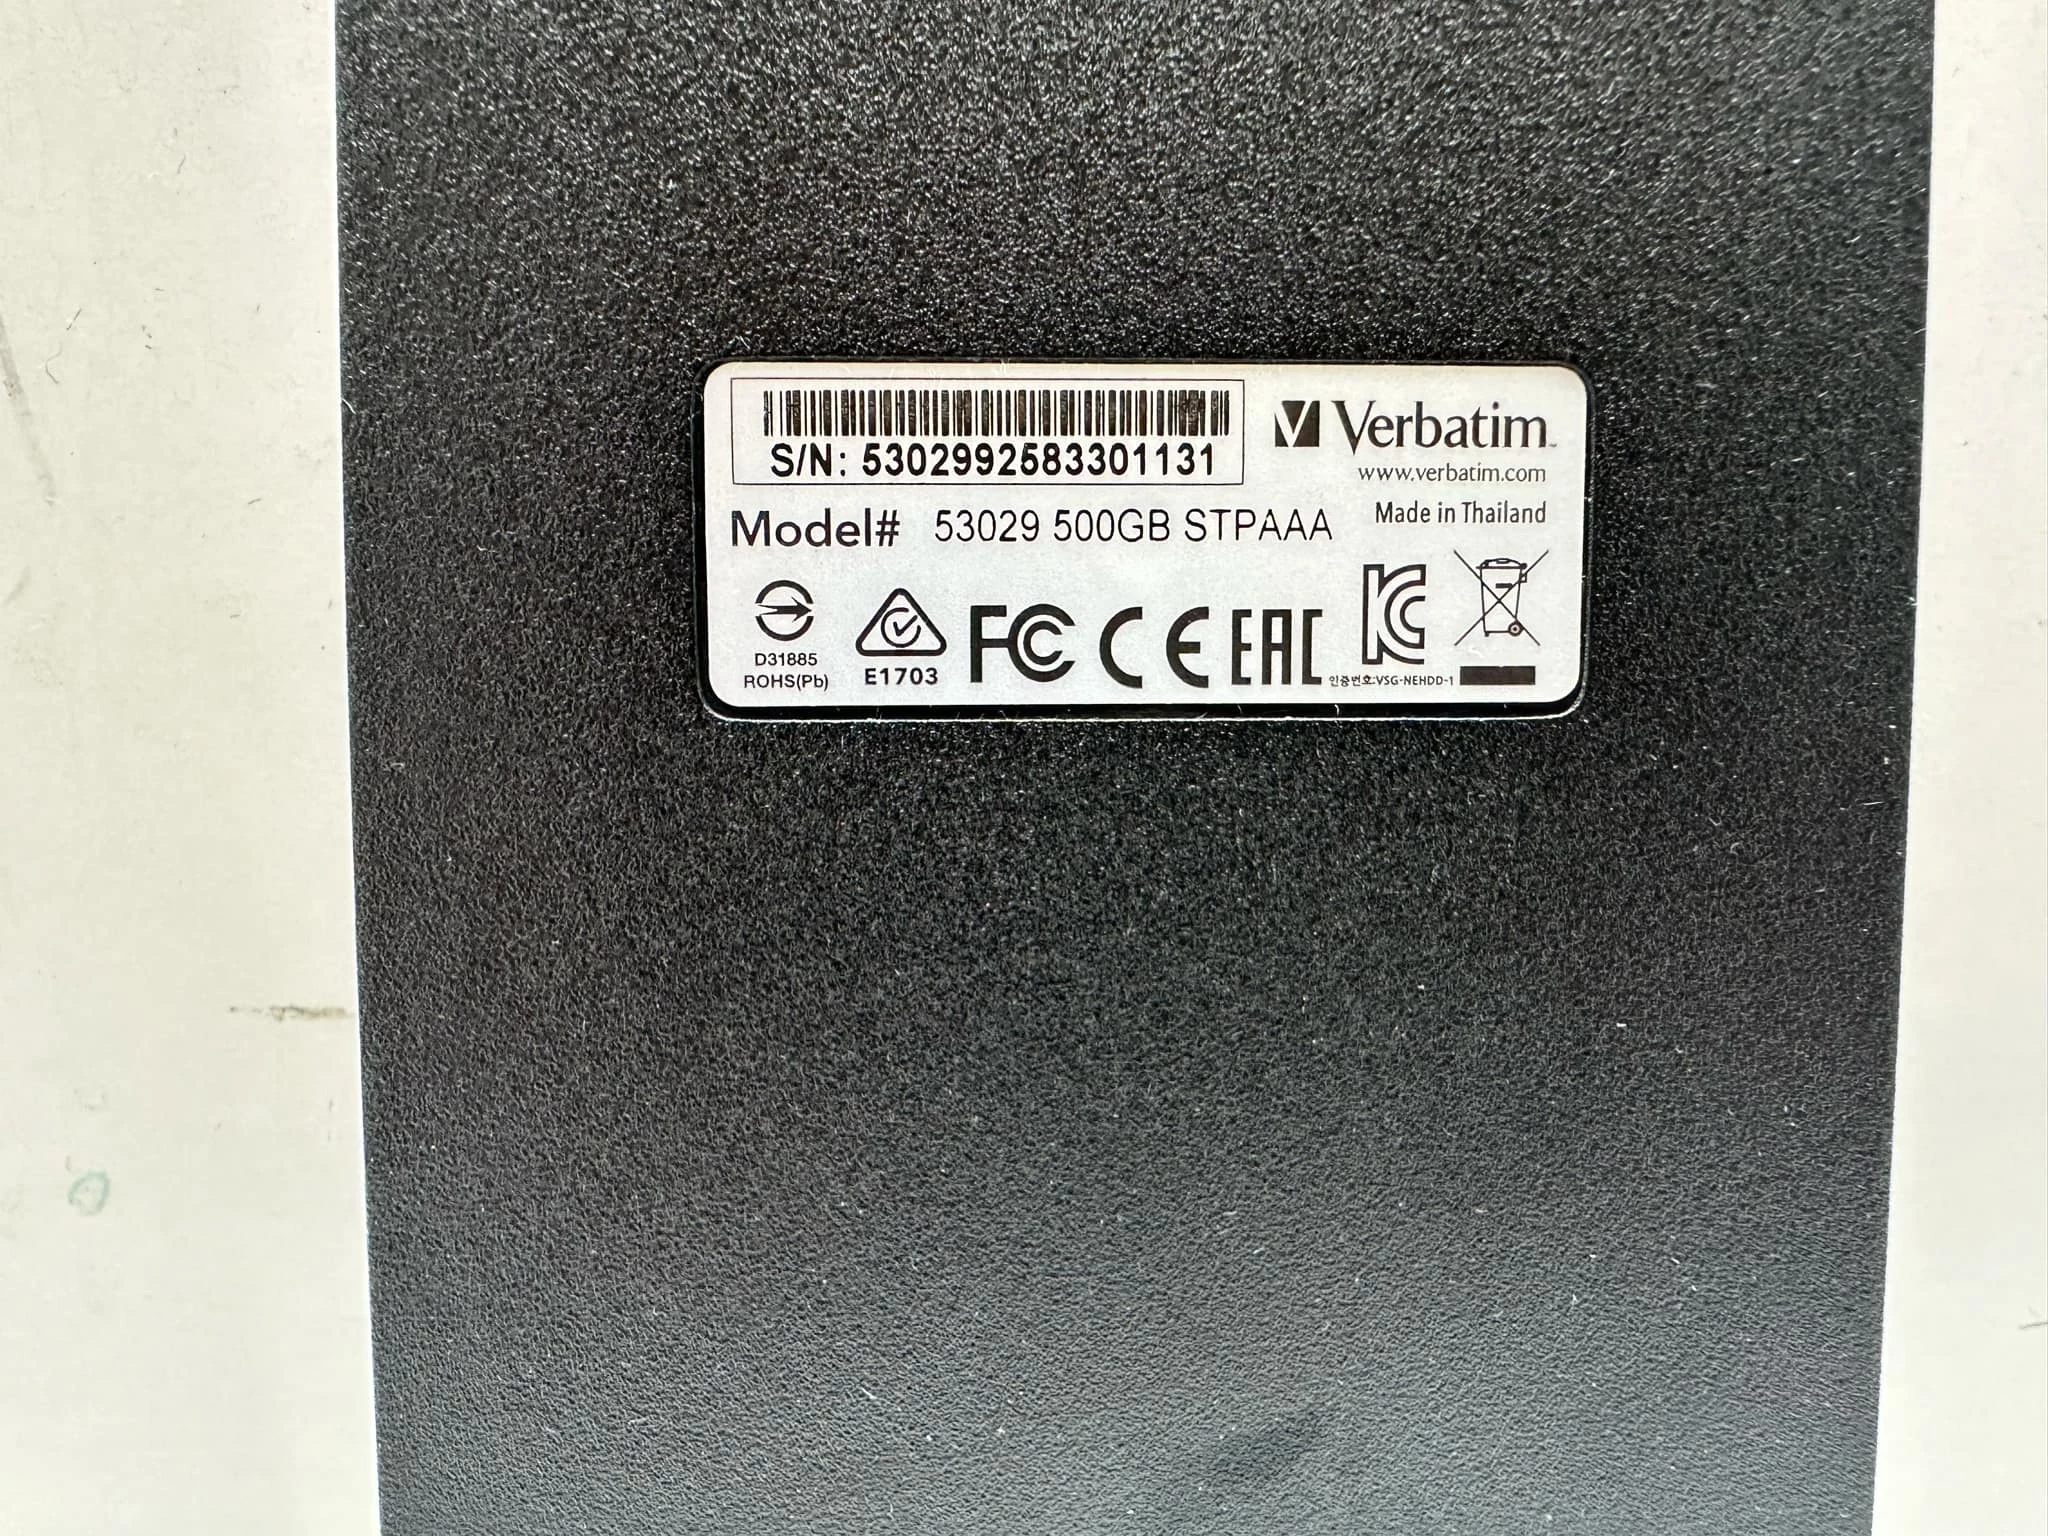 S/N: 5302992583301131
Verbatim
www.verbatim.com
Model# 53029 500GB STPAAA
Made in Thailand
D31885
ROHS(Pb)
E1703
FC
CE
EAC
KC
인증번호:VSG-NEHDD-1